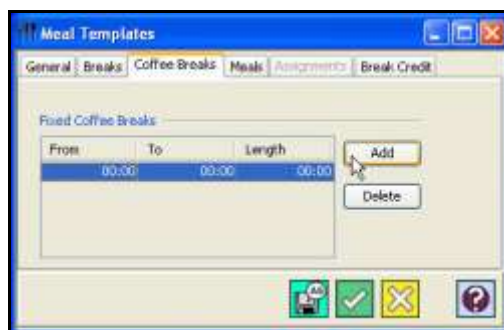 Meal Templates
General Breaks Coffee Breaks Meals Assignments Break Credit
Fixed Coffee Breaks
From To Length
00:00 00:00 00:00
Add
Delete